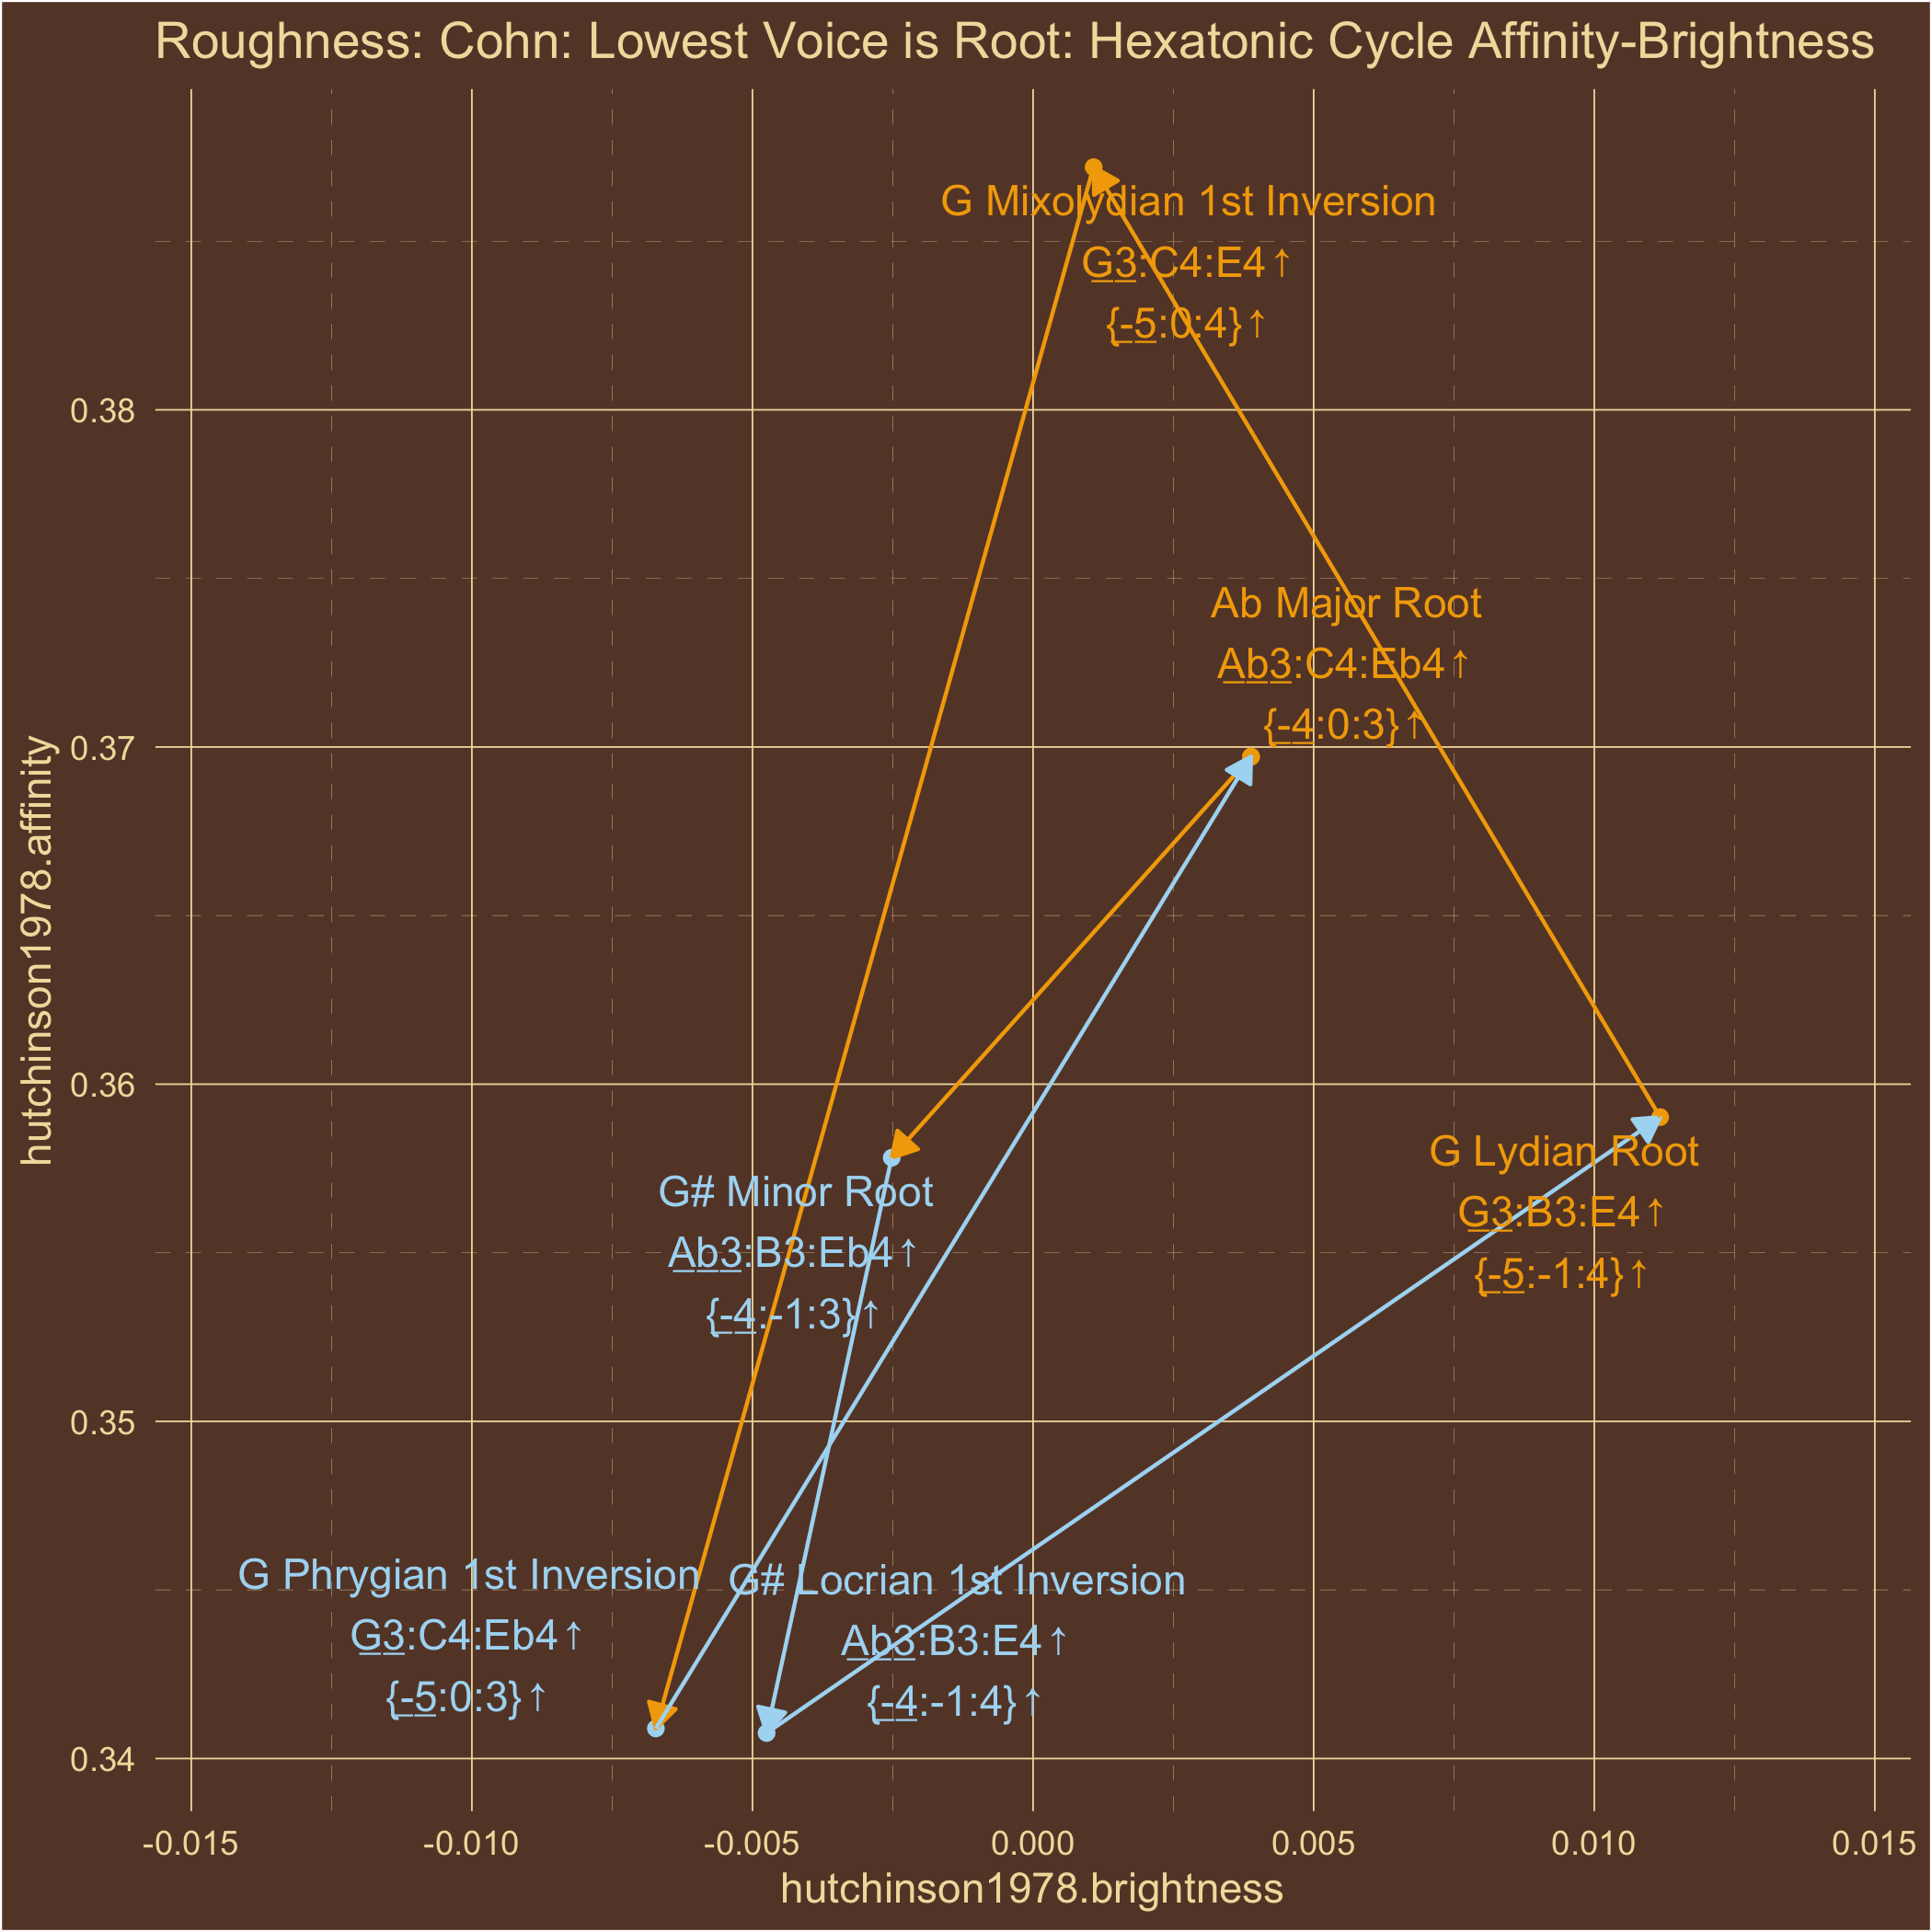 Roughness: Cohn: Lowest Voice is Root: Hexatonic Cycle Affinity-Brightness
G Mixolydian 1st Inversion
G3:C4:E4↑
{-5:0:4}↑
Ab Major Root
Ab3:C4:Eb4↑
{-4:0:3}↑
G# Minor Root
Ab3:B3:Eb4↑
{-4:-1:3}↑
G Lydian Root
G3:B3:E4↑
{-5:-1:4}↑
G Phrygian 1st Inversion
G3:C4:Eb4↑
{-5:0:3}↑
G# Locrian 1st Inversion
Ab3:B3:E4↑
{-4:-1:4}↑
hutchinson1978.affinity
0.38
0.37
0.36
0.35
0.34
-0.015
-0.010
-0.005
0.000
0.005
0.010
0.015
hutchinson1978.brightness